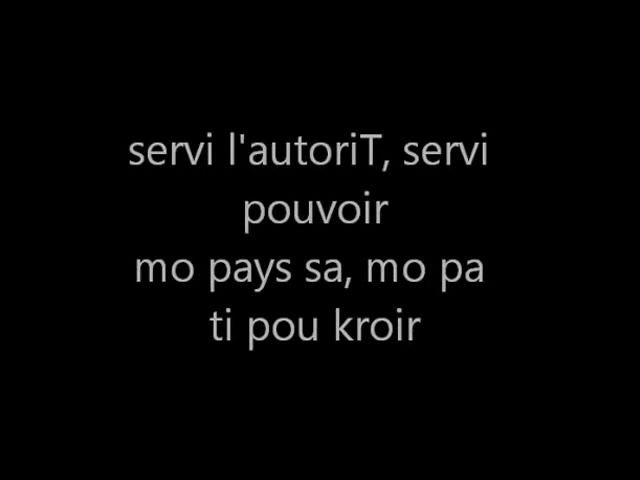 servi l'autoriT, servi
pouvoir
mo pays sa, mo pa
ti pou kroir